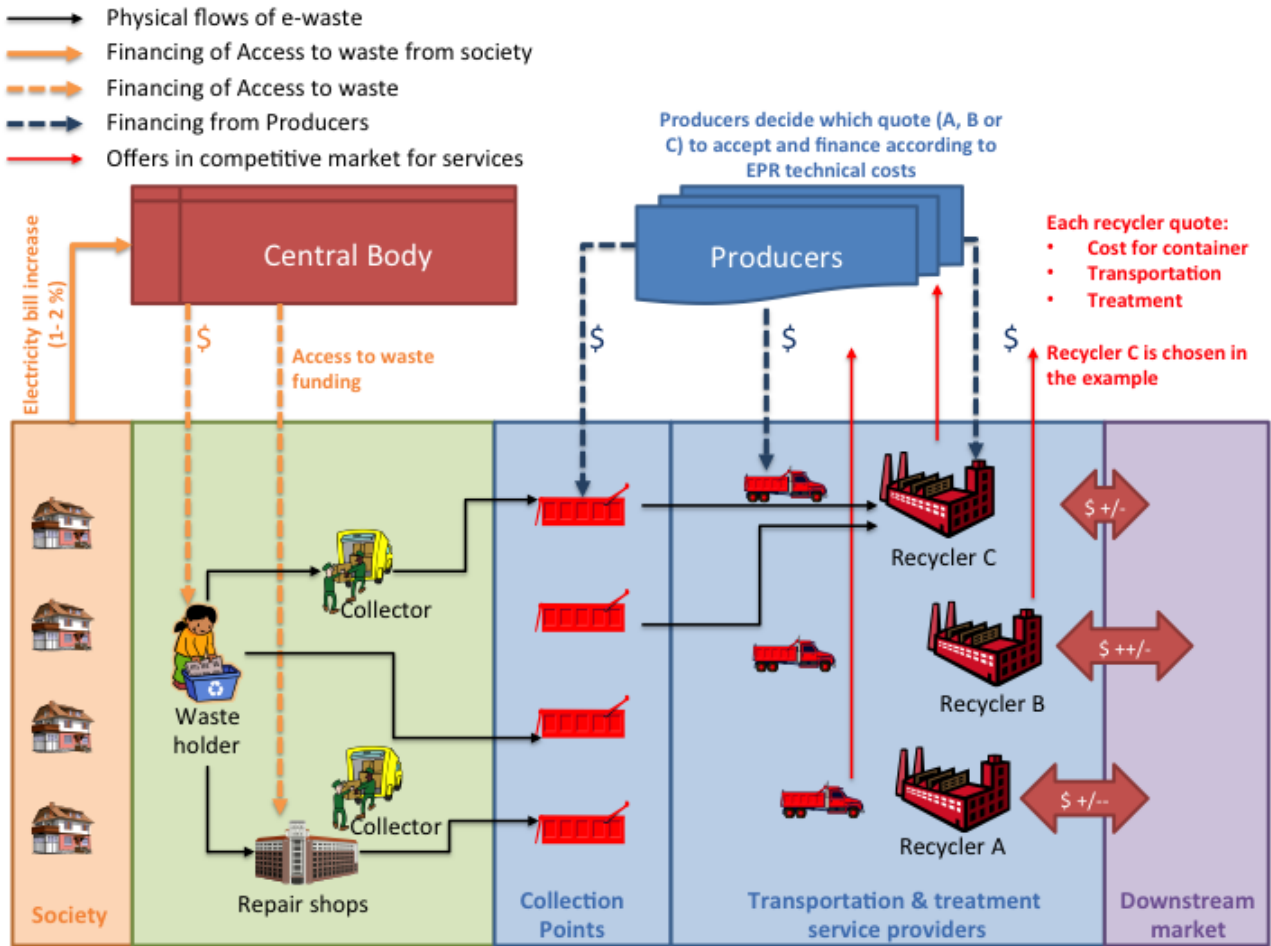 Physical flows of e-waste
Financing of Access to waste from society
Financing of Access to waste
Financing from Producers
Offers in competitive market for services
Producers decide which quote (A, B or
C) to accept and finance according to
EPR technical costs
Electricity bill increase
(1- 2 %)
Central Body
Producers
Each recycler quote:
• Cost for container
• Transportation
• Treatment
$
$
$
$
Access to waste
funding
Recycler C is chosen in
the example
$ +/-
Recycler C
Collector
$ ++/-
Recycler B
Waste
holder
$ +/--
Collector
Recycler A
Repair shops
Society
Collection
Points
Transportation & treatment
service providers
Downstream
market